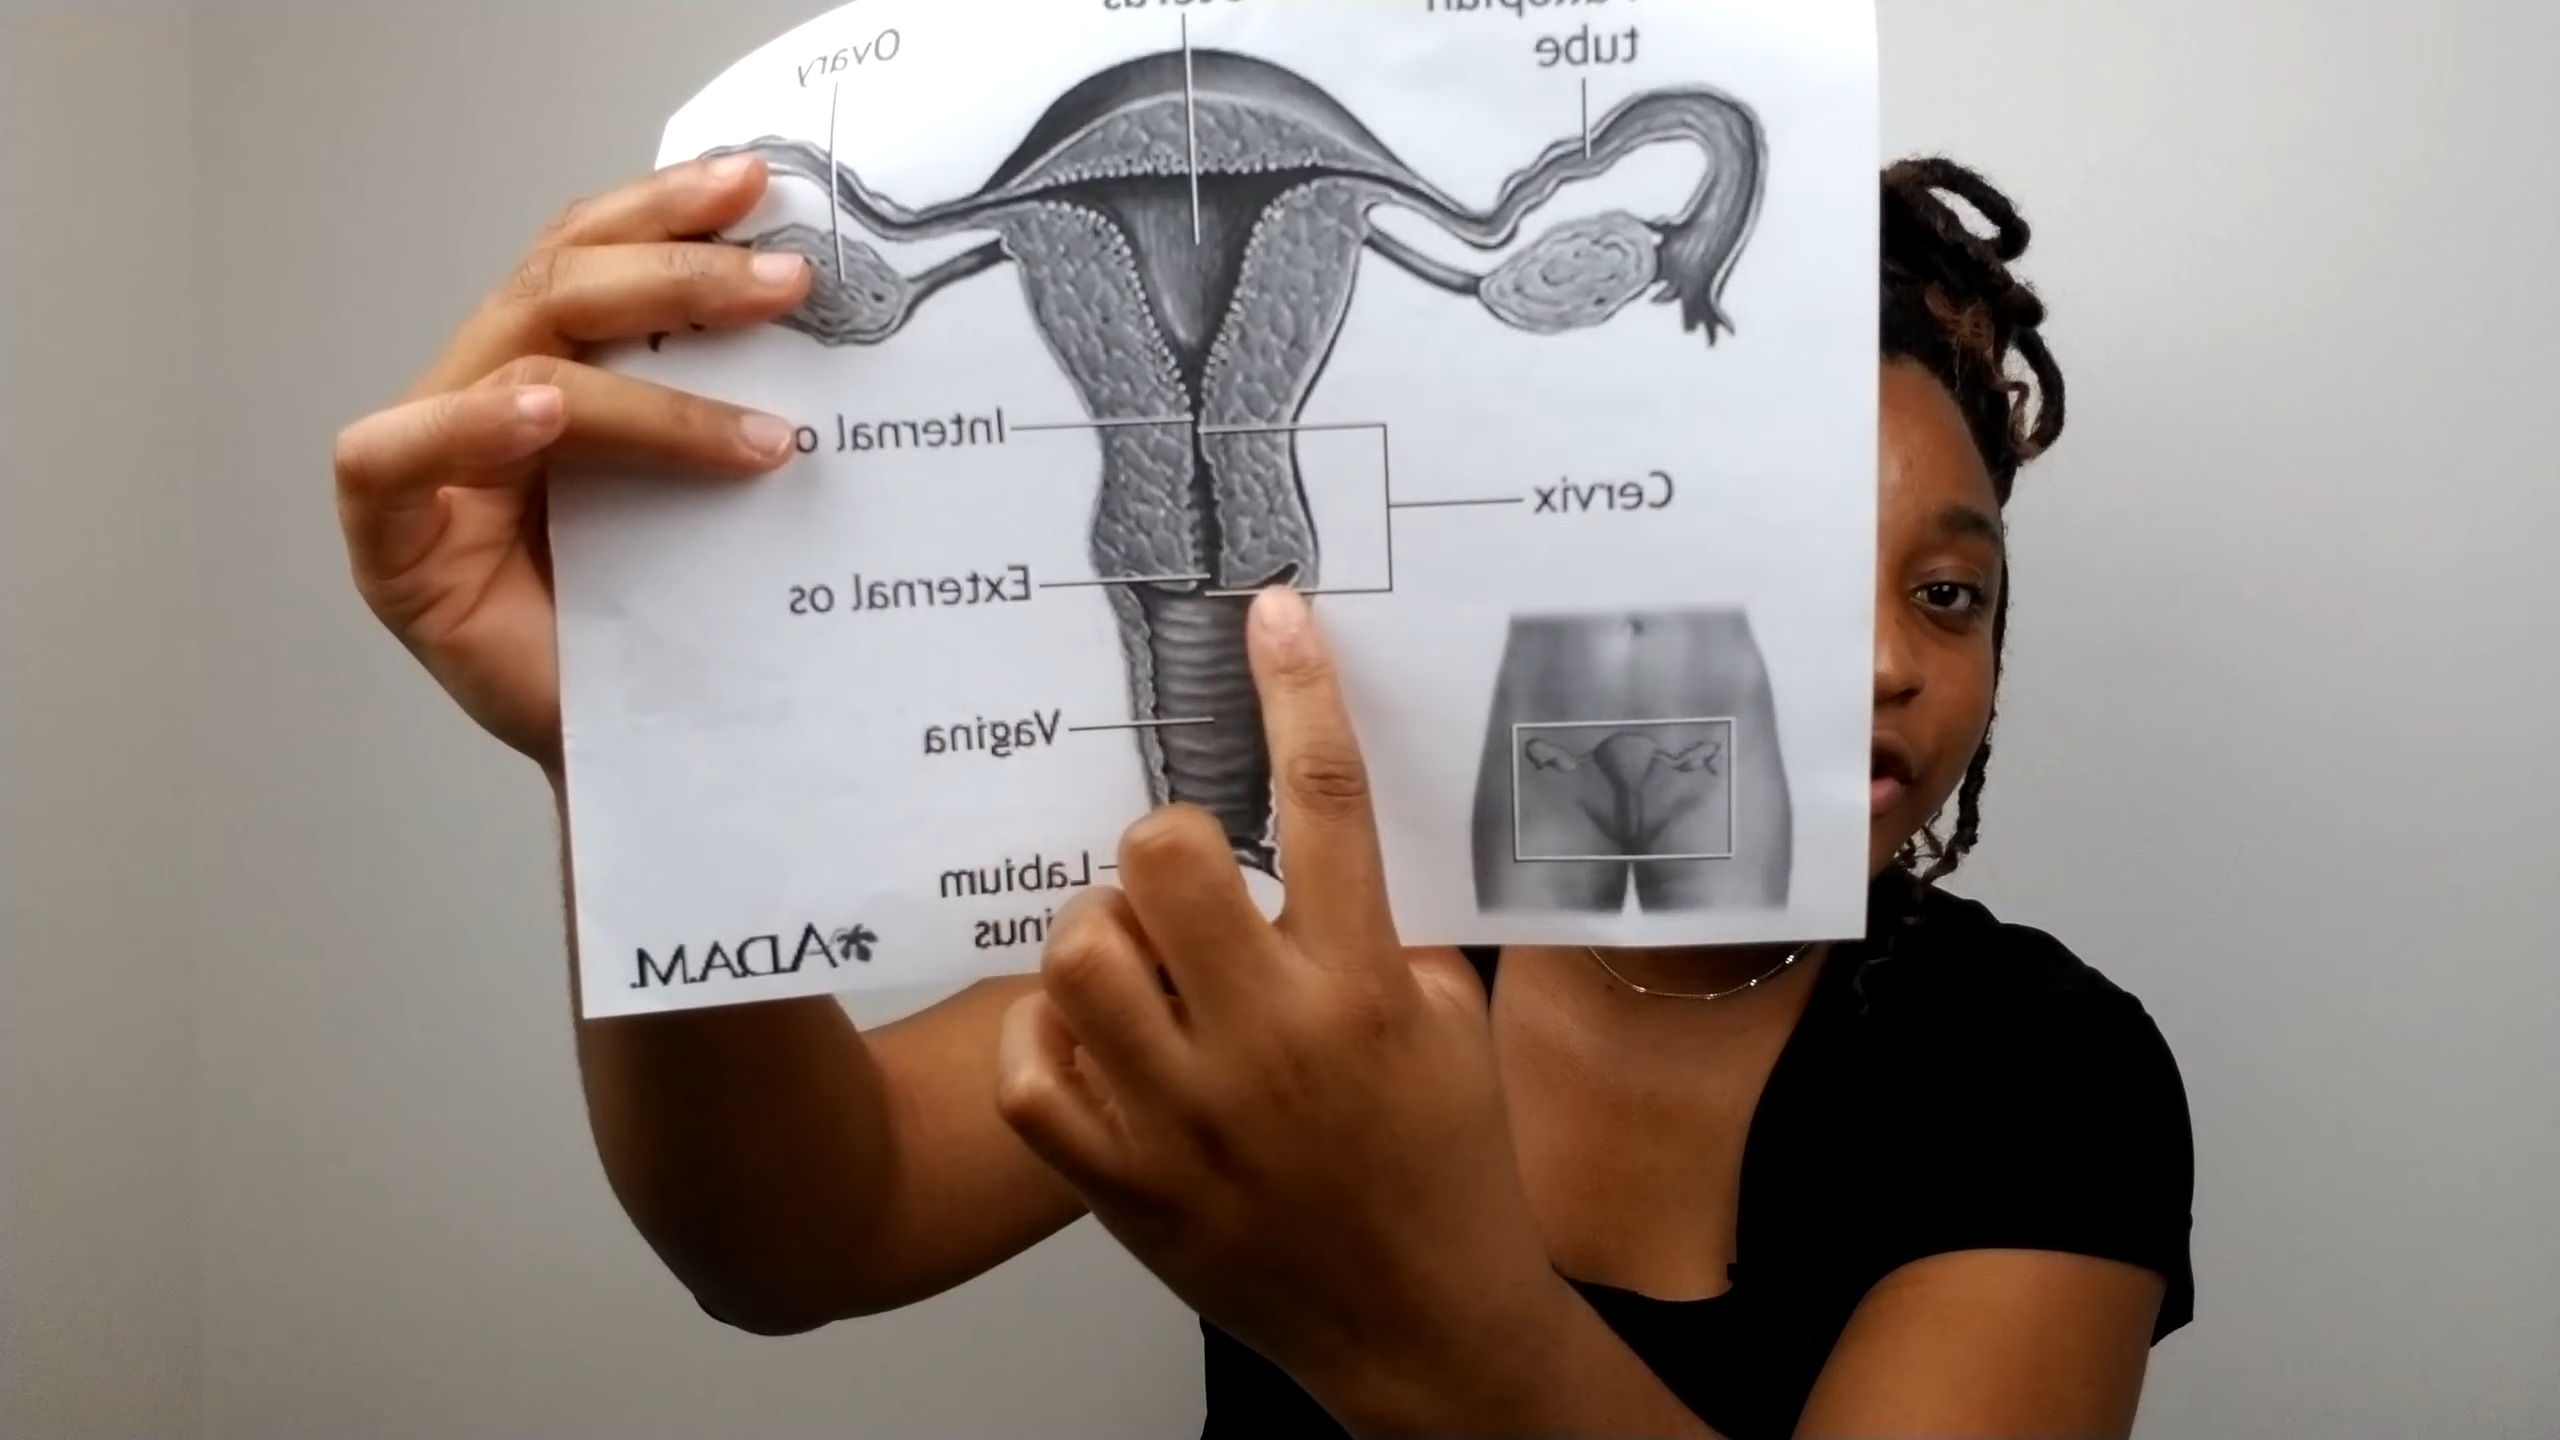 Ovary
tube
Internal o
External os
Cervix
Vagina
Labium
A.D.A.M.